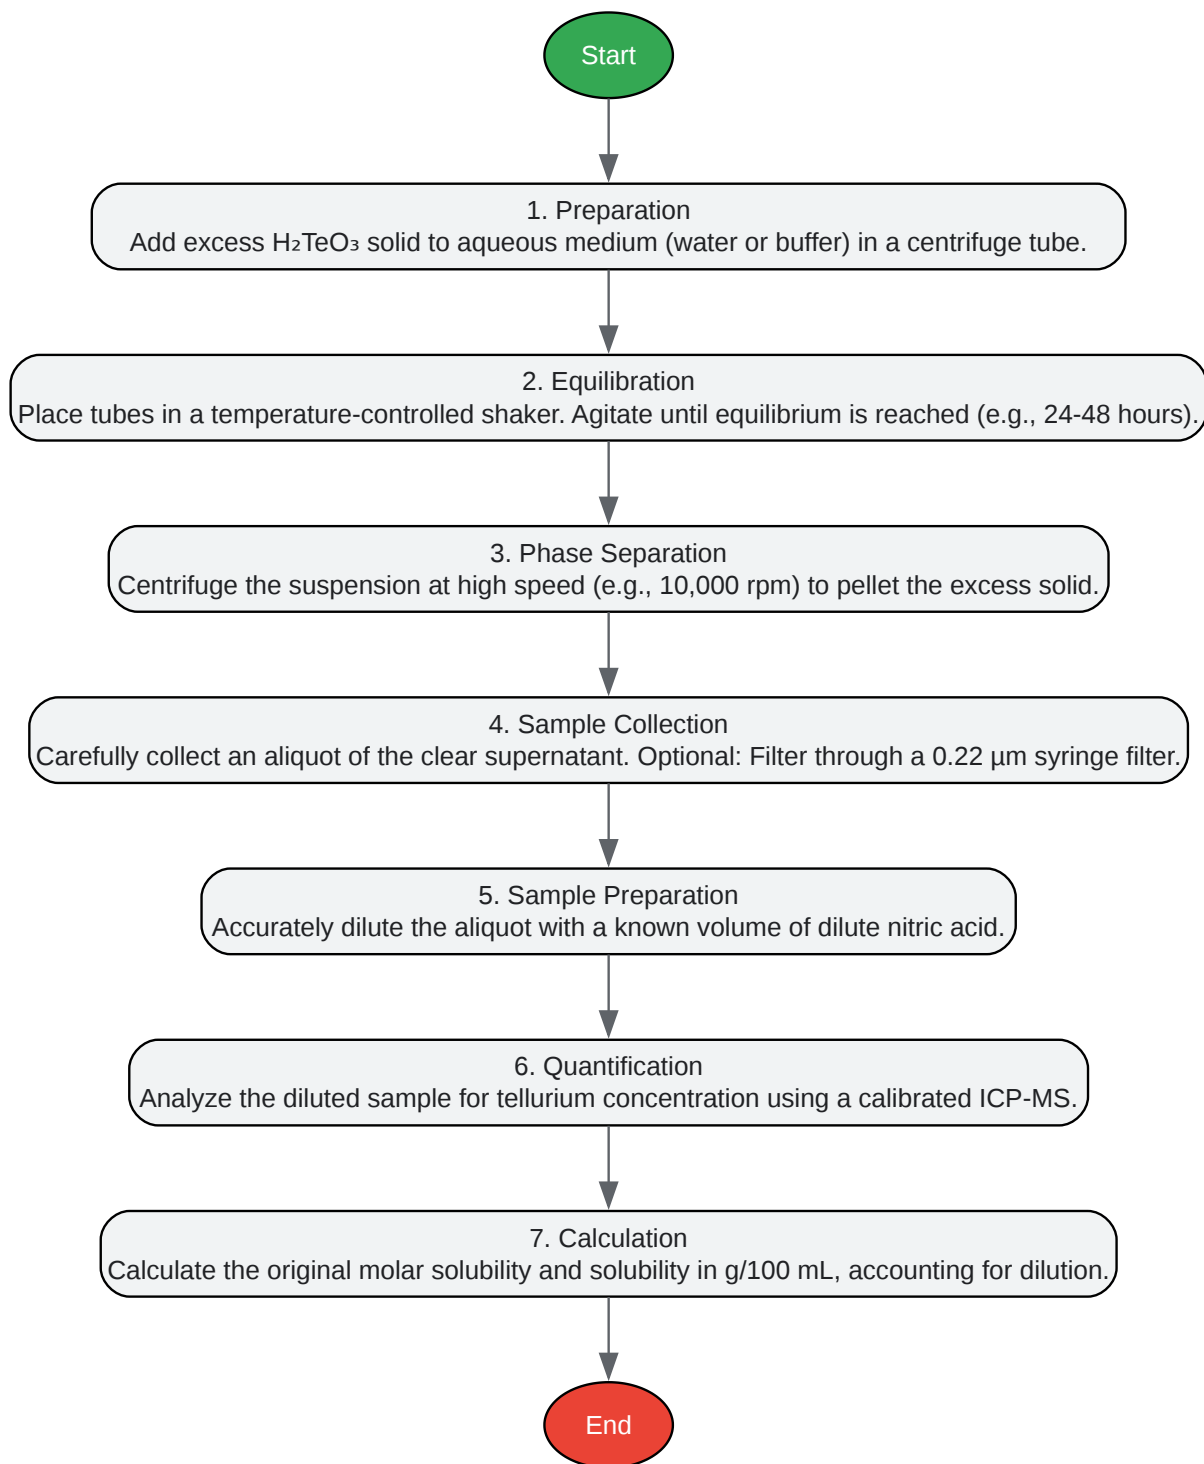 Start
1. Preparation
Add excess H₂TeO₃ solid to aqueous medium (water or buffer) in a centrifuge tube.
2. Equilibration
Place tubes in a temperature-controlled shaker. Agitate until equilibrium is reached (e.g., 24-48 hours).
3. Phase Separation
Centrifuge the suspension at high speed (e.g., 10,000 rpm) to pellet the excess solid.
4. Sample Collection
Carefully collect an aliquot of the clear supernatant. Optional: Filter through a 0.22 µm syringe filter.
5. Sample Preparation
Accurately dilute the aliquot with a known volume of dilute nitric acid.
6. Quantification
Analyze the diluted sample for tellurium concentration using a calibrated ICP-MS.
7. Calculation
Calculate the original molar solubility and solubility in g/100 mL, accounting for dilution.
End